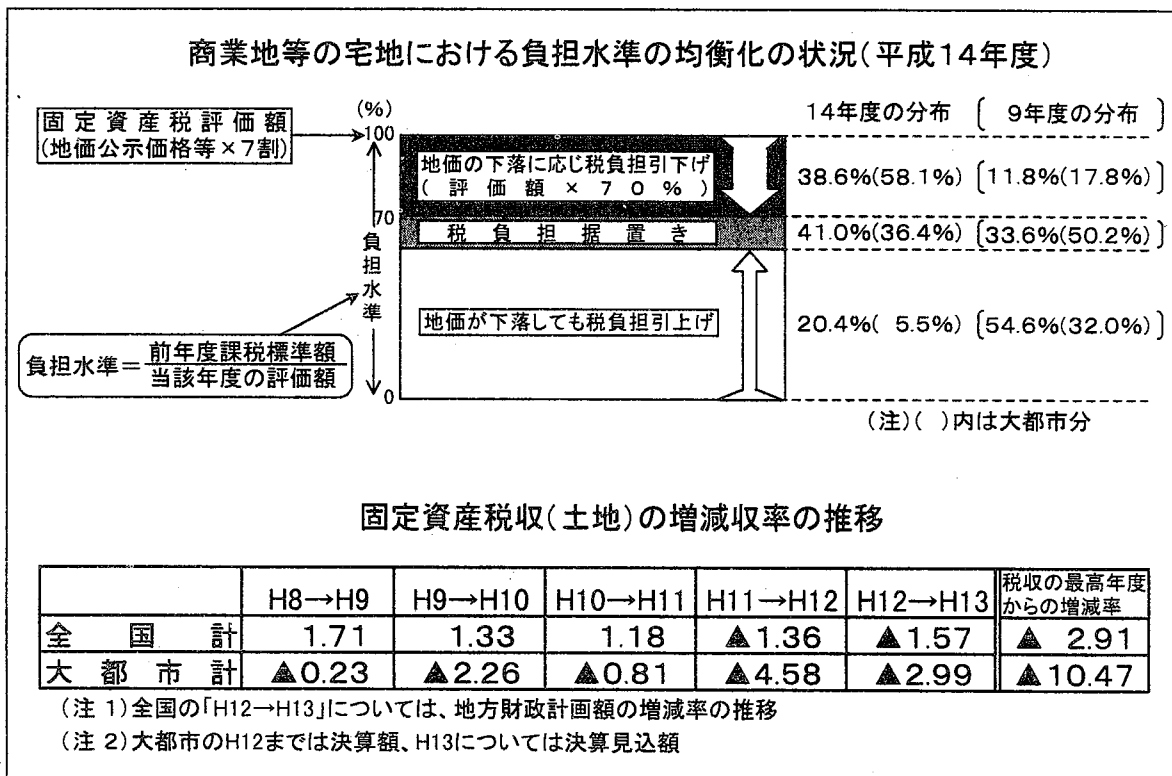 商業地等の宅地における負担水準の均衡化の状況(平成14年度)
固定資産税評価額
(地価公示価格等×7割)
(%)
100
70
0
負担水準
負担水準=前年度課税標準額
当該年度の評価額
地価の下落に応じ税負担引下げ
(評価額×70%)
税負担据置き
地価が下落しても税負担引上げ
14年度の分布 〔 9年度の分布 〕
38.6%(58.1%) 〔11.8%(17.8%)〕
41.0%(36.4%) 〔33.6%(50.2%)〕
20.4%( 5.5%) 〔54.6%(32.0%)〕
(注)( )内は大都市分
固定資産税収(土地)の増減収率の推移
H8→H9 H9→H10 H10→H11 H11→H12 H12→H13 税収の最高年度
からの増減率
全国計 1.71 1.33 1.18 ▲1.36 ▲1.57 ▲ 2.91
大都市計 ▲0.23 ▲2.26 ▲0.81 ▲4.58 ▲2.99 ▲10.47
(注 1)全国の「H12→H13」については、地方財政計画額の増減率の推移
(注 2)大都市のH12までは決算額、H13については決算見込額